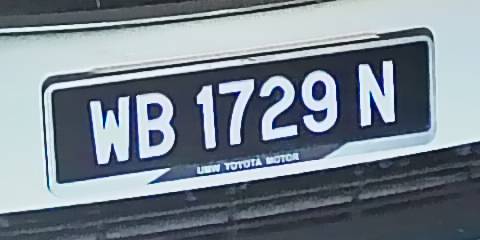 WB 1729 N
UMW TOYOTA MOTOR